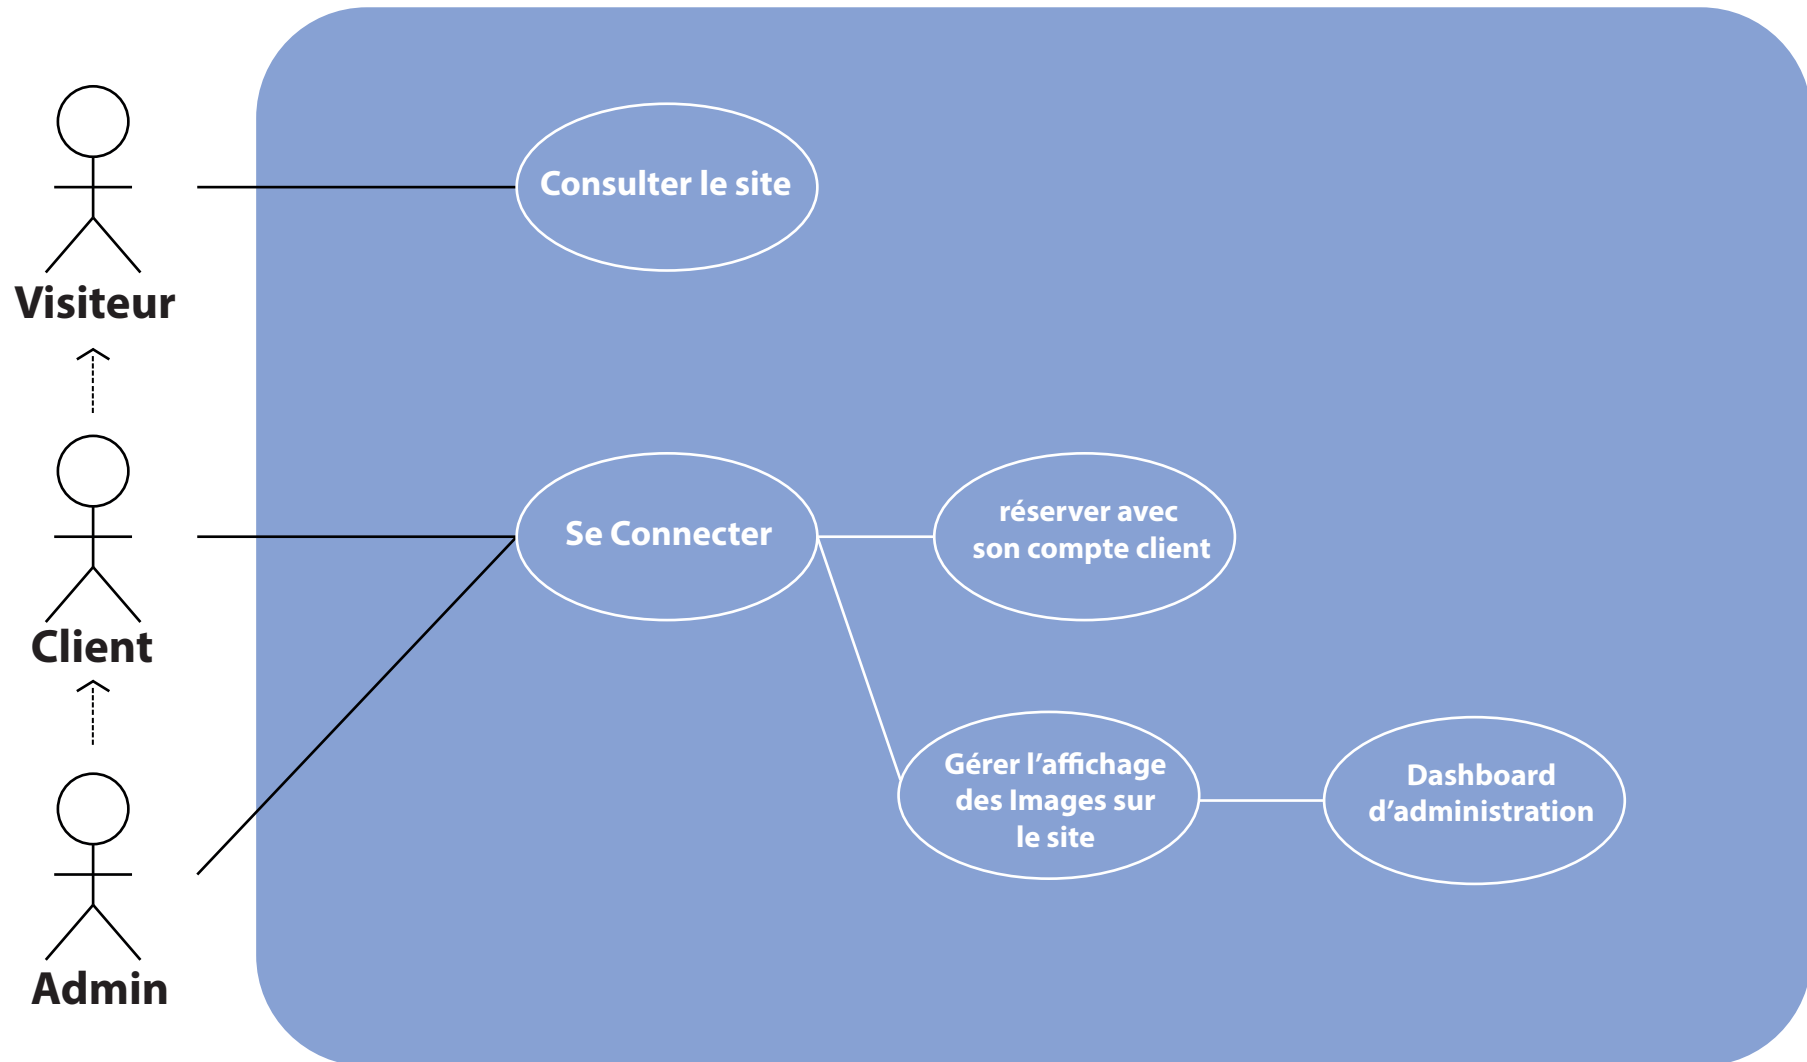 Consulter le site
Visiteur
Se Connecter
réserver avec
son compte client
Client
Gérer l’affichage
des Images sur
le site
Dashboard
d’administration
Admin